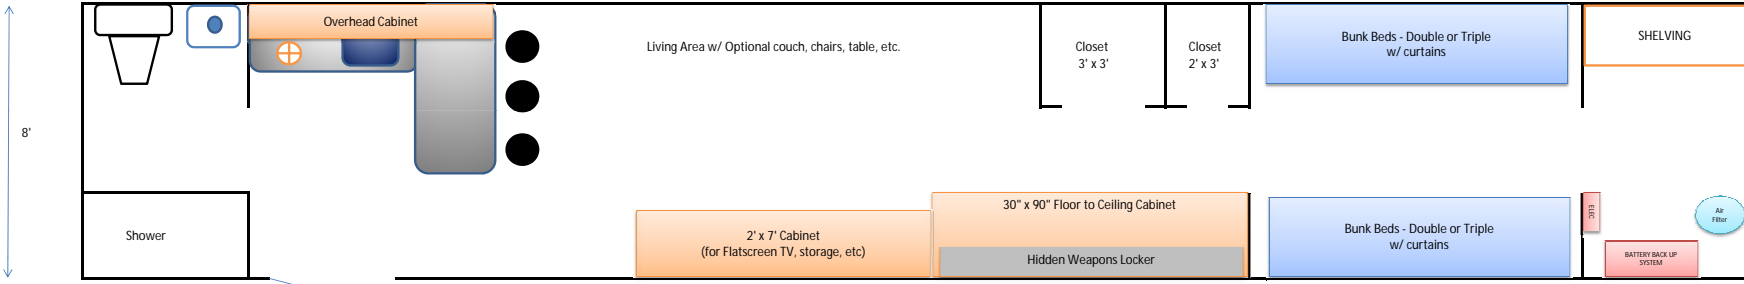 Overhead Cabinet
Living Area w/ Optional couch, chairs, table, etc.
Closet
3' x 3'
Closet
2' x 3'
Bunk Beds - Double or Triple
w/ curtains
SHELVING
8'
Shower
2' x 7' Cabinet
(for Flatscreen TV, storage, etc)
30" x 90" Floor to Ceiling Cabinet
Hidden Weapons Locker
Bunk Beds - Double or Triple
w/ curtains
ELEC
Air
Filter
BATTERY BACK UP
SYSTEM